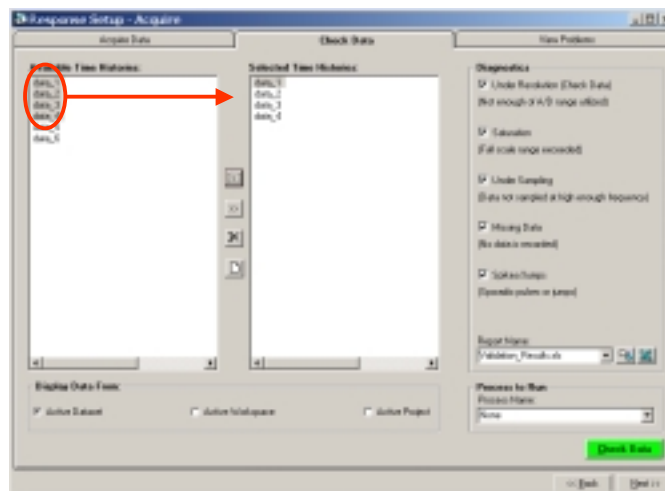 Response Setup - Acquire
Acquire Data
Check Data
View Problems
Available Time Histories:
data_1
data_2
data_3
data_4
data_5
data_6
Selected Time Histories:
data_1
data_2
data_3
data_4
>>
Diagnostics
Under Resolution (Check Data)
(Not enough of A/D range utilized)
Saturation
(Full scale range exceeded)
Under Sampling
(Data not sampled at high enough frequency)
Missing Data
(No data is recorded)
Spikes/Jumps
(Sporadic pulses or jumps)
Report Name:
Validation_Results.xls
Display Data From:
Active Dataset
Active Workspace
Active Project
Process to Run
Process Name:
None
Check Data
<< Back
Next >>